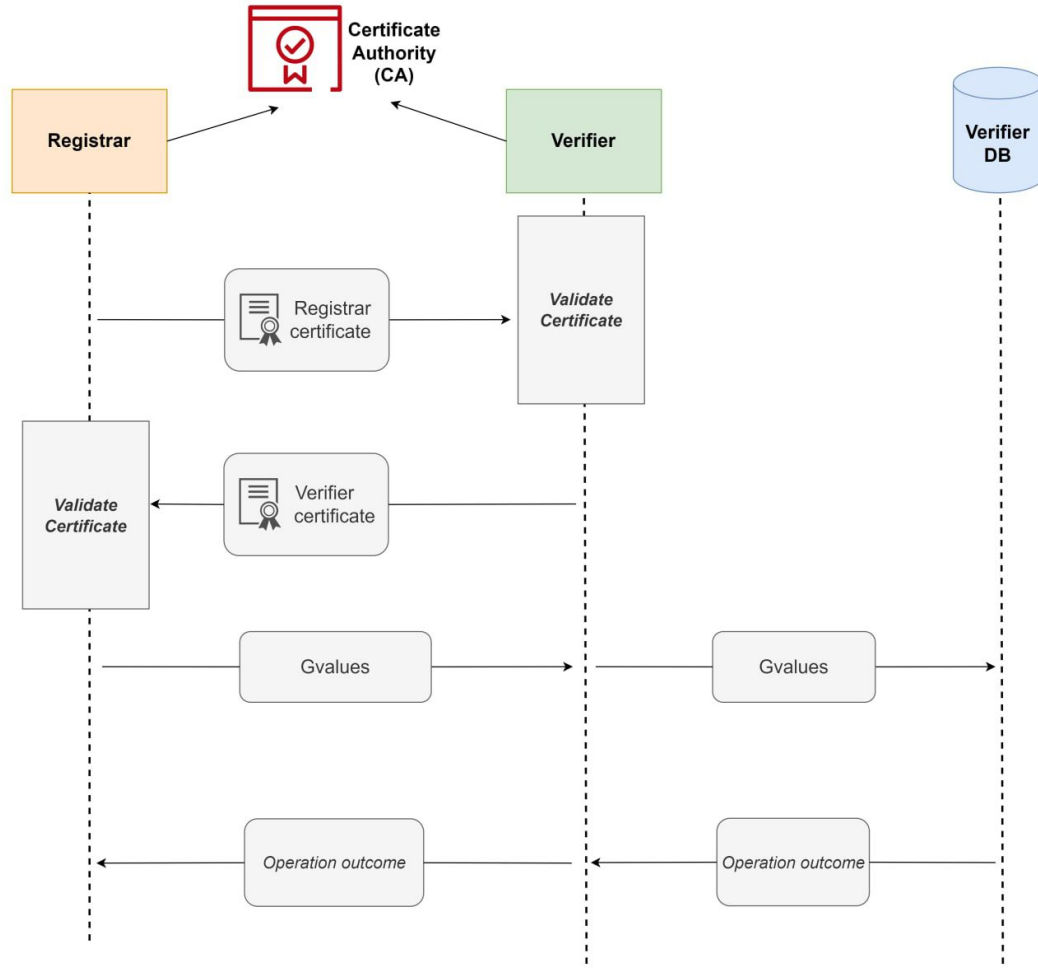 Certificate
Authority
(CA)
Registrar
Verifier
Verifier
DB
Registrar
certificate
Validate
Certificate
Verifier
certificate
Validate
Certificate
Gvalues
Gvalues
Operation outcome
Operation outcome